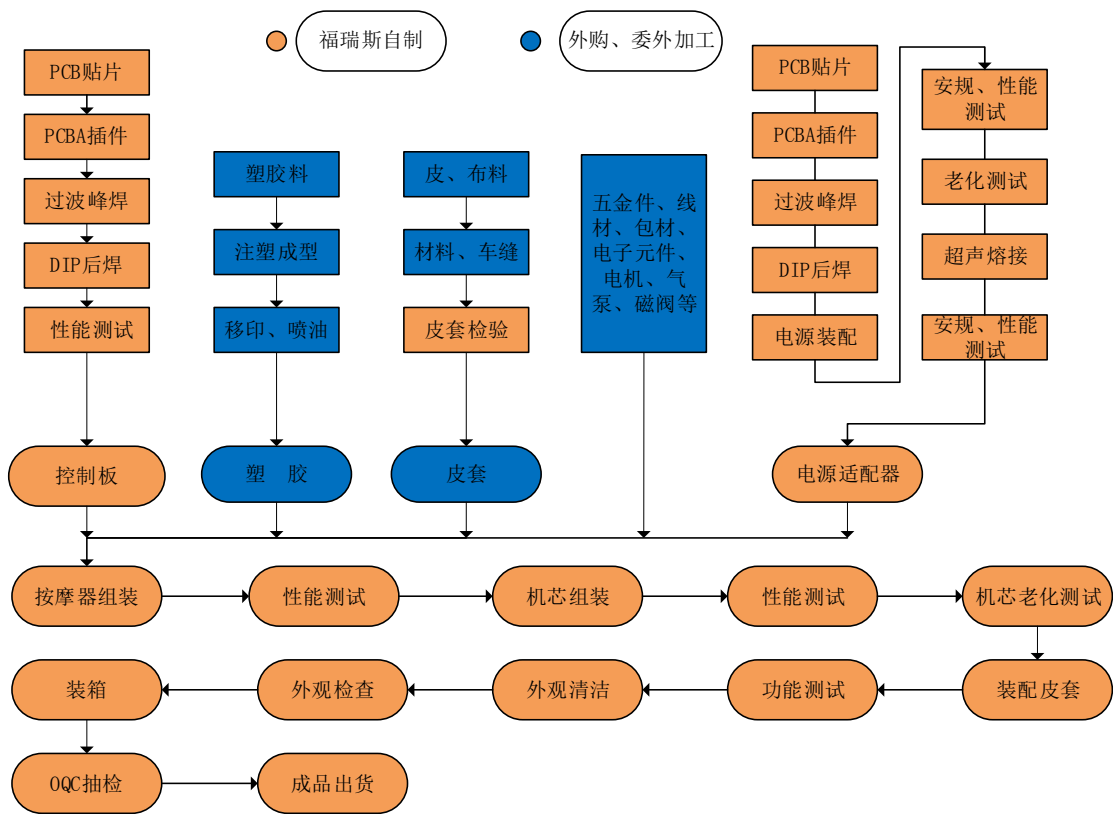 福瑞斯自制
外购、委外加工
PCB贴片
PCBA插件
过波峰焊
DIP后焊
性能测试
控制板
塑胶料
注塑成型
移印、喷油
塑 胶
皮、布料
材料、车缝
皮套检验
皮套
五金件、线
材、包材、
电子元件、
电机、气
泵、磁阀等
PCB贴片
PCBA插件
过波峰焊
DIP后焊
电源装配
安规、性能
测试
老化测试
超声熔接
安规、性能
测试
电源适配器
按摩器组装
性能测试
机芯组装
性能测试
机芯老化测试
装配皮套
功能测试
外观清洁
外观检查
装箱
OQC抽检
成品出货